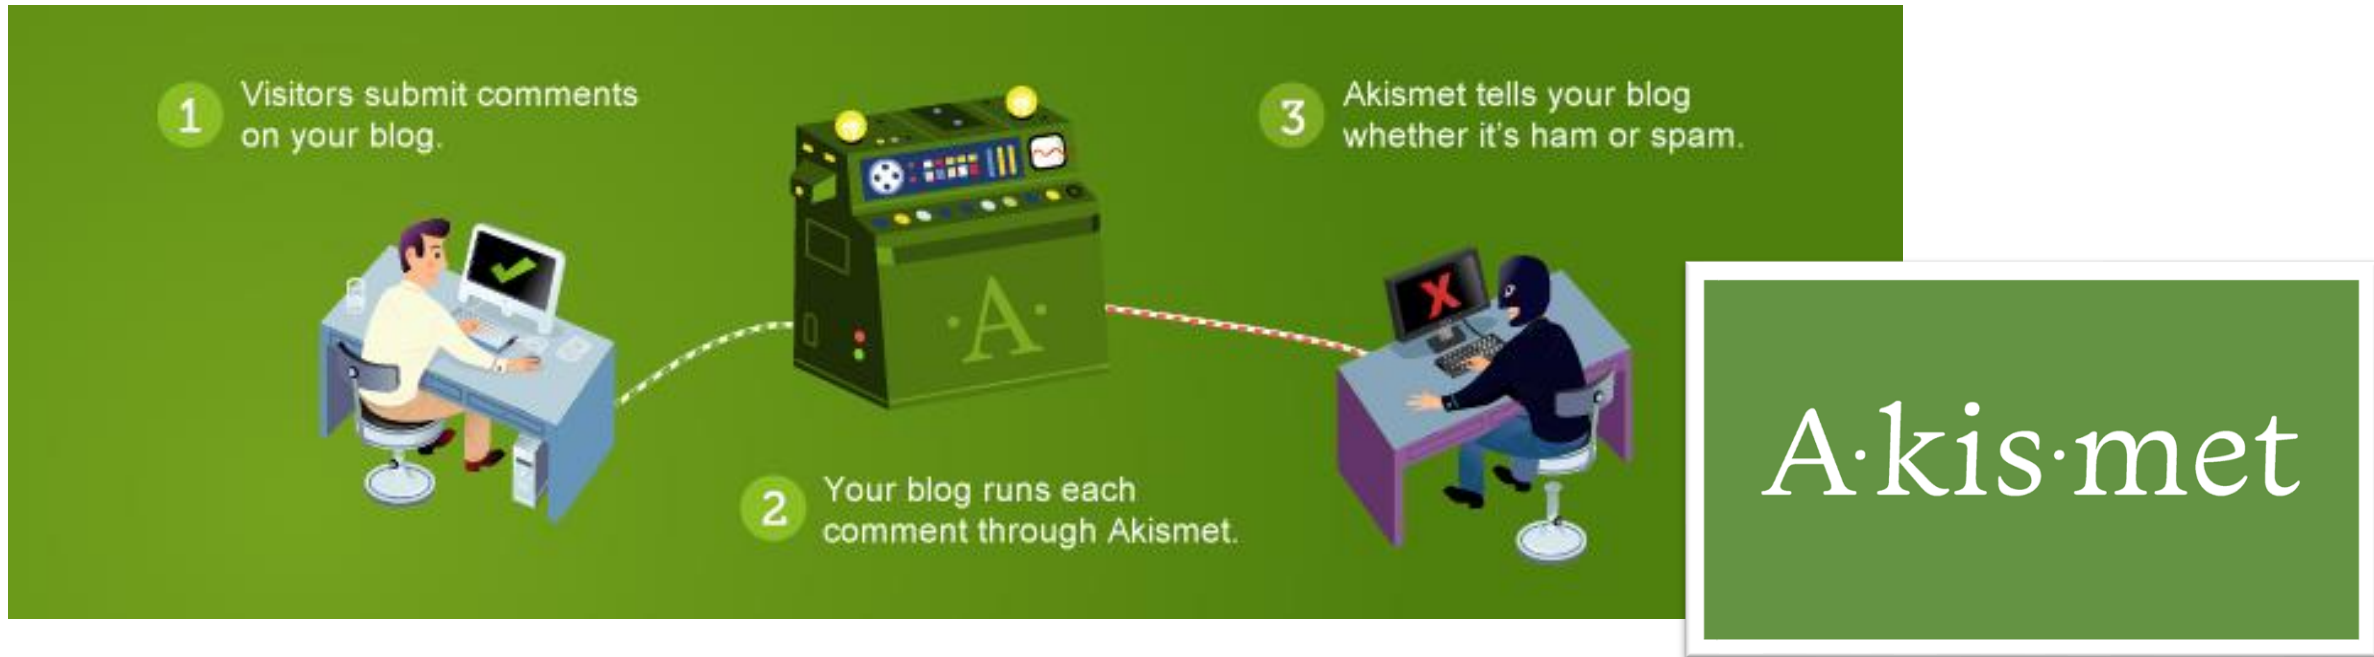 1
Visitors submit comments
on your blog.
2
Your blog runs each
comment through Akismet.
3
Akismet tells your blog
whether it's ham or spam.
X
·A·
A·kis·met